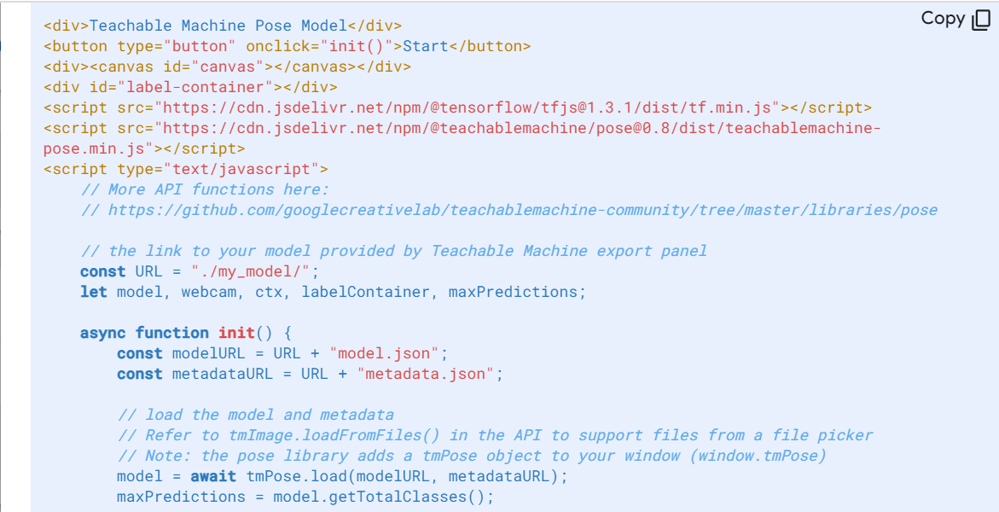 Copy
<div>Teachable Machine Pose Model</div>
<button type="button" onclick="init()">Start</button>
<div><canvas id="canvas"></canvas></div>
<div id="label-container"></div>
<script src="https://cdn.jsdelivr.net/npm/@tensorflow/tfjs@1.3.1/dist/tf.min.js"></script>
<script src="https://cdn.jsdelivr.net/npm/@teachablemachine/pose@0.8/dist/teachablemachine-
pose.min.js"></script>
<script type="text/javascript">
    // More API functions here:
    // https://github.com/googlecreativelab/teachablemachine-community/tree/master/libraries/pose

    // the link to your model provided by Teachable Machine export panel
    const URL = "./my_model/";
    let model, webcam, ctx, labelContainer, maxPredictions;

    async function init() {
        const modelURL = URL + "model.json";
        const metadataURL = URL + "metadata.json";

        // load the model and metadata
        // Refer to tmImage.loadFromFiles() in the API to support files from a file picker
        // Note: the pose library adds a tmPose object to your window (window.tmPose)
        model = await tmPose.load(modelURL, metadataURL);
        maxPredictions = model.getTotalClasses();